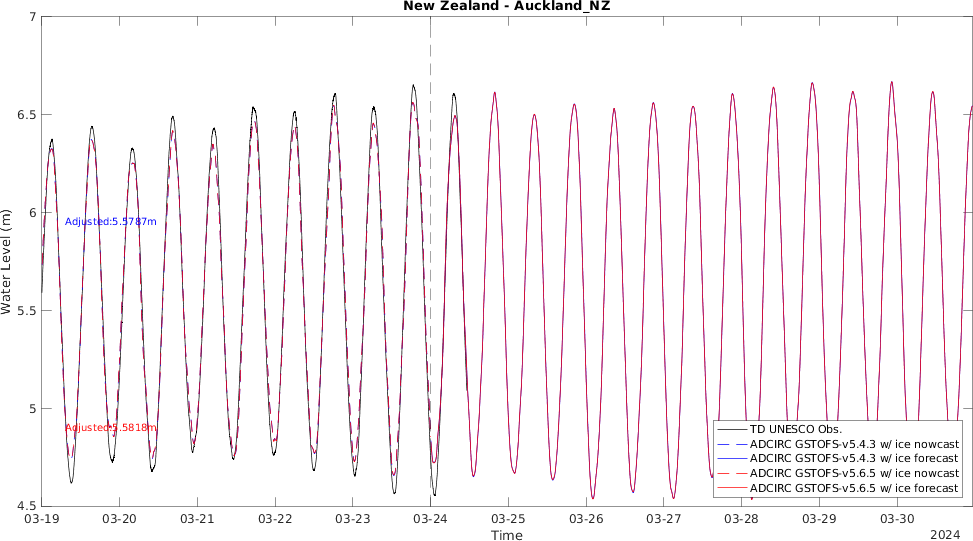 New Zealand - Auckland_NZ
7
6.5
6
5.5
5
4.5
Water Level (m)
Adjusted:5.5787m
Adjusted:5.5818m
TD UNESCO Obs.
ADCIRC GSTOFS-v5.4.3 w/ ice nowcast
ADCIRC GSTOFS-v5.4.3 w/ ice forecast
ADCIRC GSTOFS-v5.6.5 w/ ice nowcast
ADCIRC GSTOFS-v5.6.5 w/ ice forecast
03-19 03-20 03-21 03-22 03-23 03-24 03-25 03-26 03-27 03-28 03-29 03-30
Time
2024